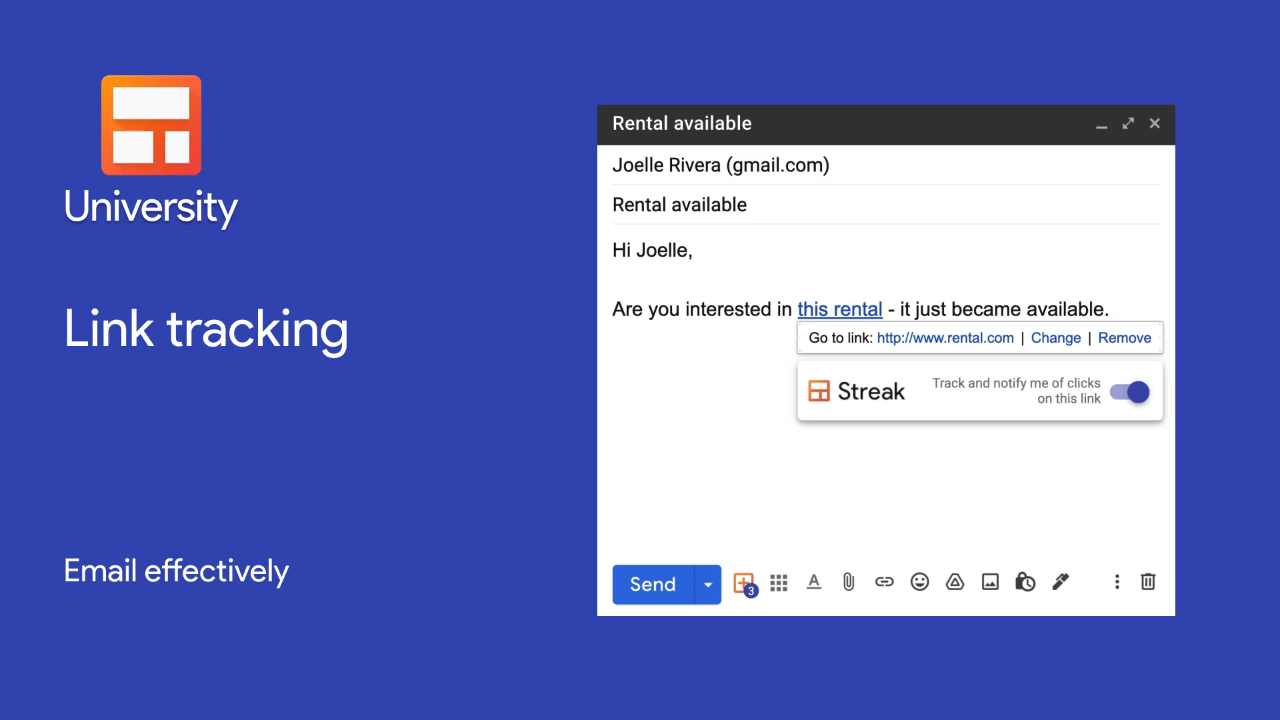 University
Link tracking
Email effectively
Rental available
Joelle Rivera (gmail.com)
Rental available
Hi Joelle,
Are you interested in this rental - it just became available.
Go to link: http://www.rental.com | Change | Remove
Streak
Track and notify me of clicks
on this link
Send
3